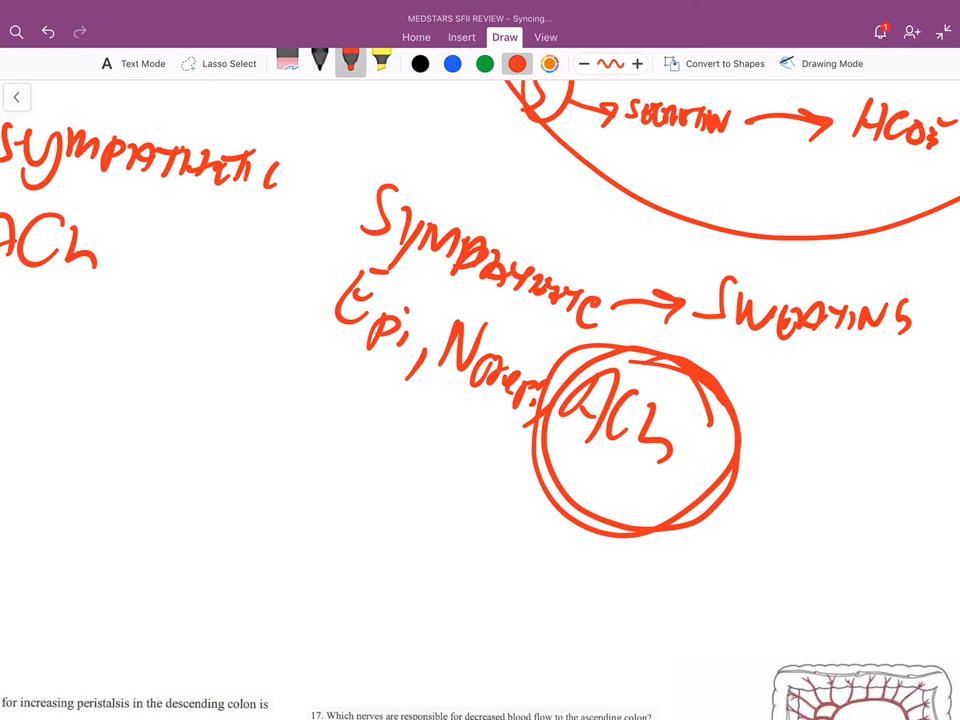 MEDSTARS SFII REVIEW - Syncing...
Home Insert Draw View
1
Text Mode Lasso Select Convert to Shapes Drawing Mode
B → SECRETIN → HCO3-
SYMPATHETIC
ACh
SYMPATHETIC → SWEATING
Epi, Norepi
ACh
for increasing peristalsis in the descending colon is
17. Which nerves are responsible for decreased blood flow to the ascending colon?